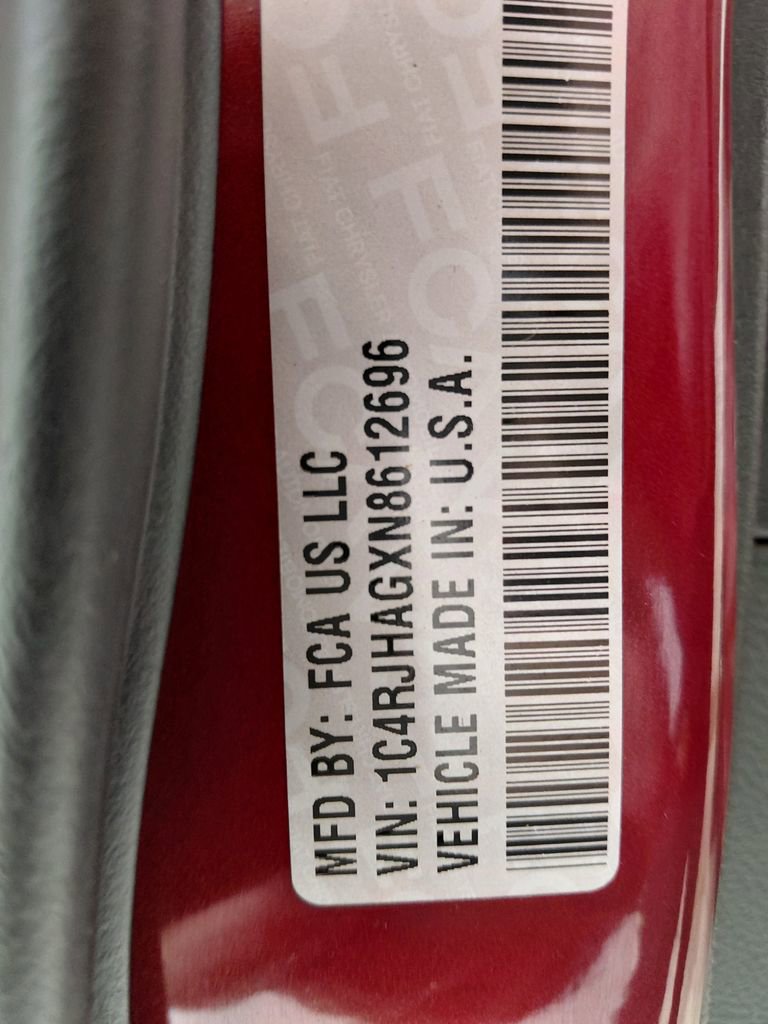 MFD BY: FCA US LLC
VIN: 1C4RJHAGXN8612696
VEHICLE MADE IN: U.S.A.